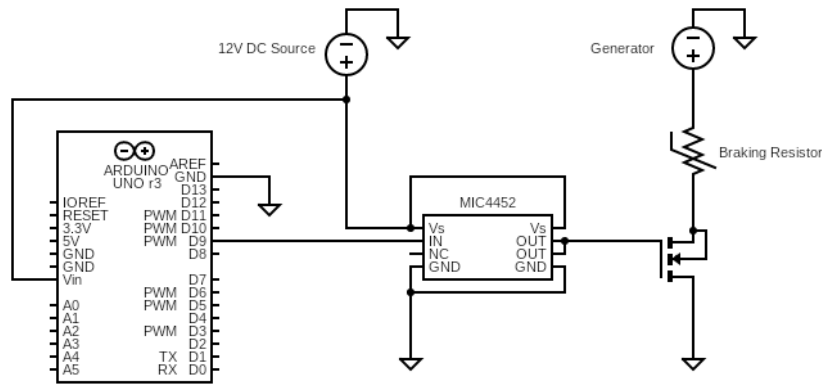 12V DC Source
Generator
Braking Resistor
ARDUINO
UNO r3
AREF
GND
D13
IOREF D12
RESET PWM D11
3.3V PWM D10
5V PWM D9
GND D8
GND
Vin D7
PWM D6
A0 PWM D5
A1 D4
A2 PWM D3
A3 D2
A4 TX D1
A5 RX D0
MIC4452
Vs Vs
IN OUT
NC OUT
GND GND